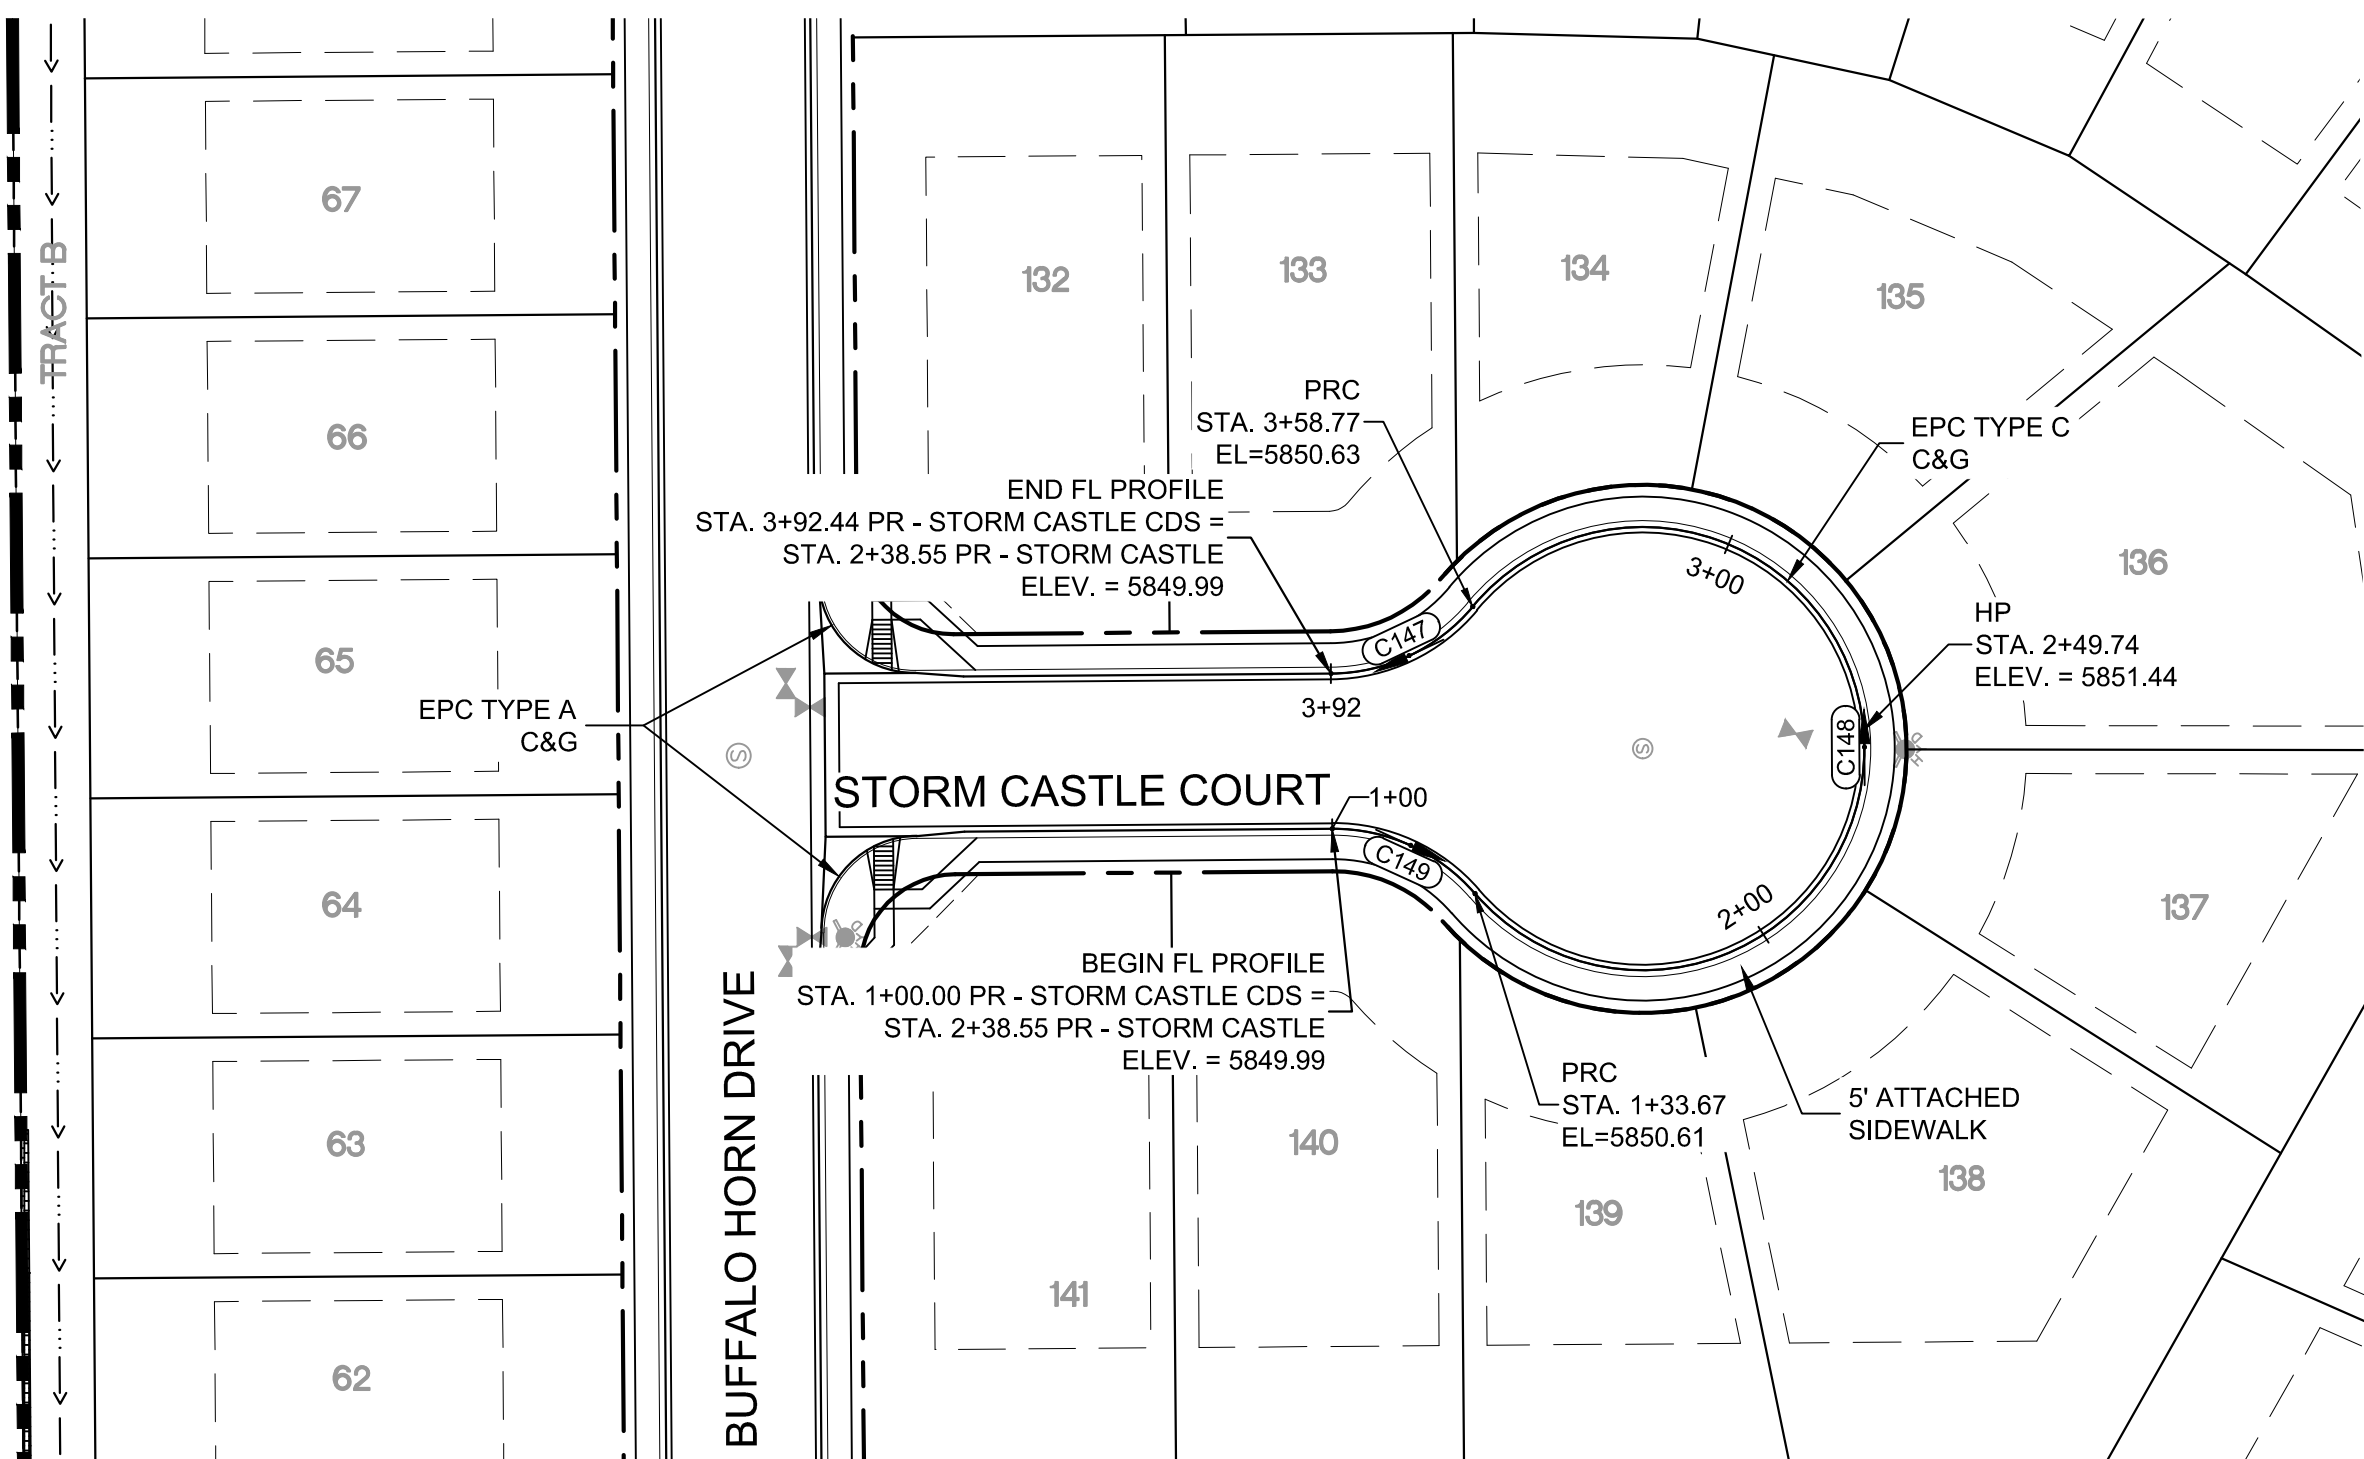 TRACT B
67
66
65
64
63
62
132
133
134
135
136
137
138
139
140
141
PRC
STA. 3+58.77
EL=5850.63
EPC TYPE C
C&G
END FL PROFILE
STA. 3+92.44 PR - STORM CASTLE CDS =
STA. 2+38.55 PR - STORM CASTLE
ELEV. = 5849.99
3+00
HP
STA. 2+49.74
ELEV. = 5851.44
C147
3+92
EPC TYPE A
C&G
S
S
C148
HYD
STORM CASTLE COURT
1+00
C149
2+00
HYD
BEGIN FL PROFILE
STA. 1+00.00 PR - STORM CASTLE CDS =
STA. 2+38.55 PR - STORM CASTLE
ELEV. = 5849.99
BUFFALO HORN DRIVE
PRC
STA. 1+33.67
EL=5850.61
5' ATTACHED
SIDEWALK